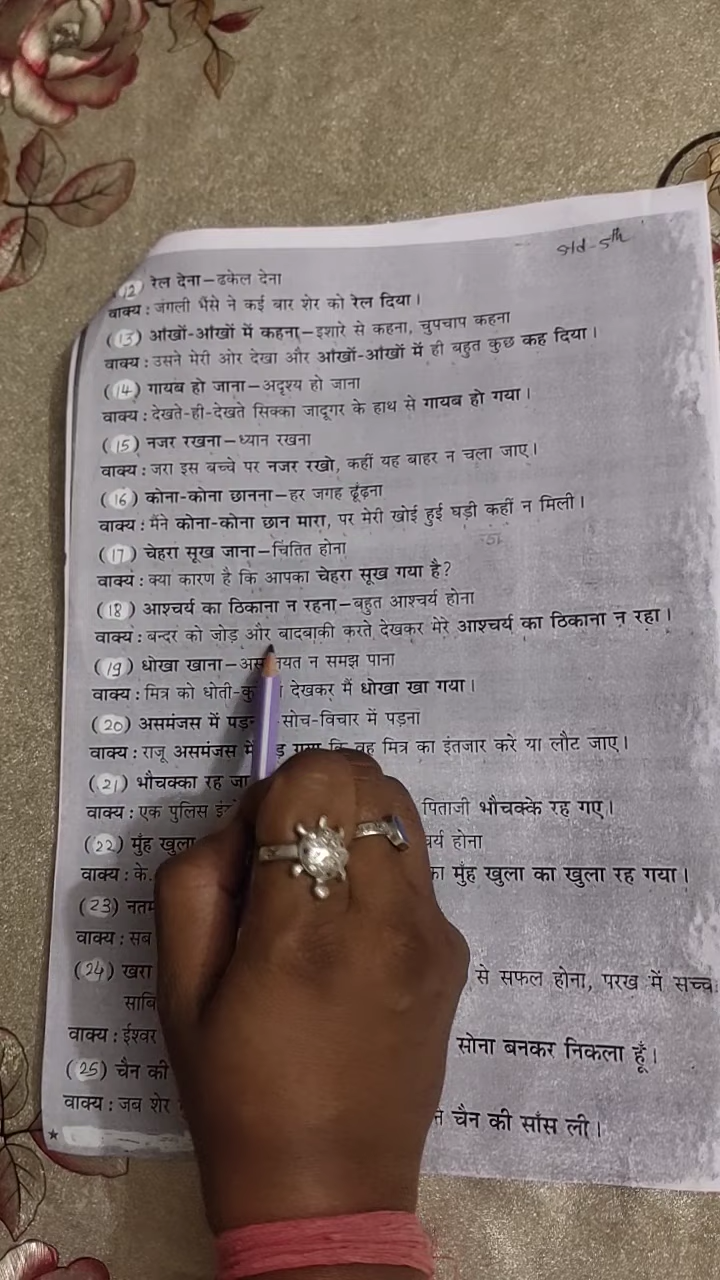 Std-5th
(12) रेल देना–ढकेल देना
वाक्य : जंगली भैंसे ने कई बार शेर को रेल दिया।
(13) आँखों-आँखों में कहना–इशारे से कहना, चुपचाप कहना
वाक्य : उसने मेरी ओर देखा और आँखों-आँखों में ही बहुत कुछ कह दिया।
(14) गायब हो जाना–अदृश्य हो जाना
वाक्य : देखते-ही-देखते सिक्का जादूगर के हाथ से गायब हो गया।
(15) नजर रखना–ध्यान रखना
वाक्य : जरा इस बच्चे पर नजर रखो, कहीं यह बाहर न चला जाए।
(16) कोना-कोना छानना–हर जगह ढूँढ़ना
वाक्य : मैंने कोना-कोना छान मारा, पर मेरी खोई हुई घड़ी कहीं न मिली।
(17) चेहरा सूख जाना–चिंतित होना
वाक्य : क्या कारण है कि आपका चेहरा सूख गया है?
(18) आश्चर्य का ठिकाना न रहना–बहुत आश्चर्य होना
वाक्य : बन्दर को जोड़ और बादबाकी करते देखकर मेरे आश्चर्य का ठिकाना न रहा।
(19) धोखा खाना– न समझ पाना
वाक्य : मित्र को देखकर मैं धोखा खा गया।
(20) असमंजस में सोच-विचार में पड़ना
वाक्य : राजू असमंजस में कि वह मित्र का इंतजार करे या लौट जाए।
(21) भौचक्का रह
वाक्य : एक पुलिस पिताजी भौचक्के रह गए।
(22) मुँह होना
वाक्य : के. मुँह खुला का खुला रह गया।
(23)
वाक्य : सब
(24) खरा से सफल होना, परख में
वाक्य : ईश्वर सोना बनकर निकला हूँ।
(25) चैन की
वाक्य : जब शेर चैन की साँस ली।